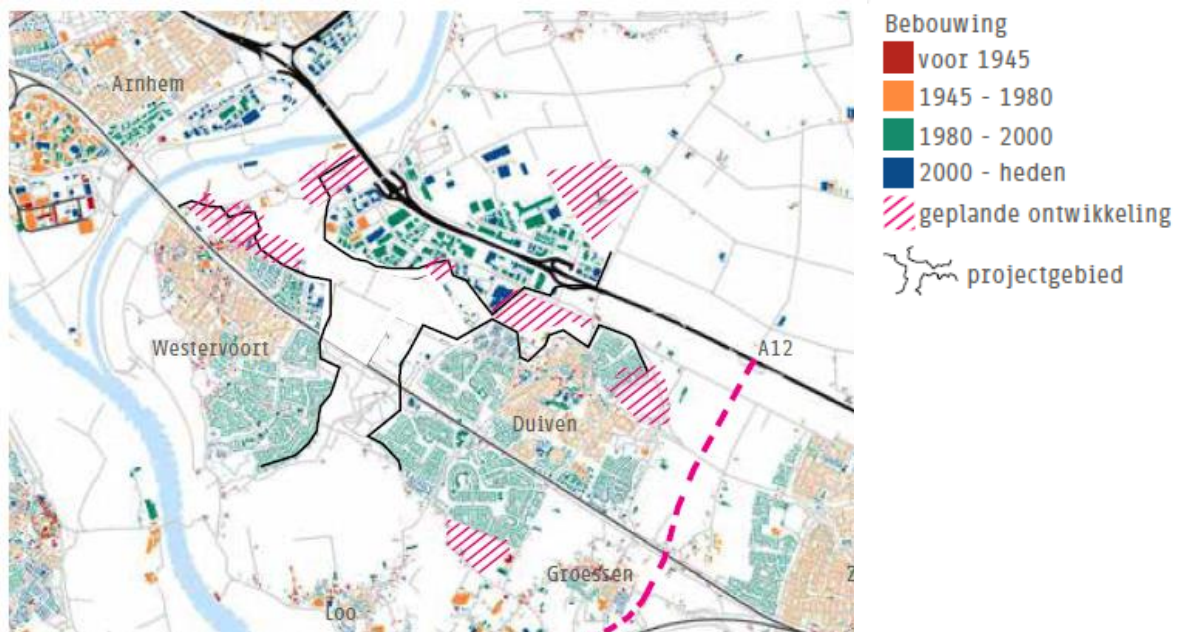 Arnhem
Westervoort
Duiven
A12
Groessen
Loo
Z
Bebouwing
voor 1945
1945 - 1980
1980 - 2000
2000 - heden
geplande ontwikkeling
projectgebied